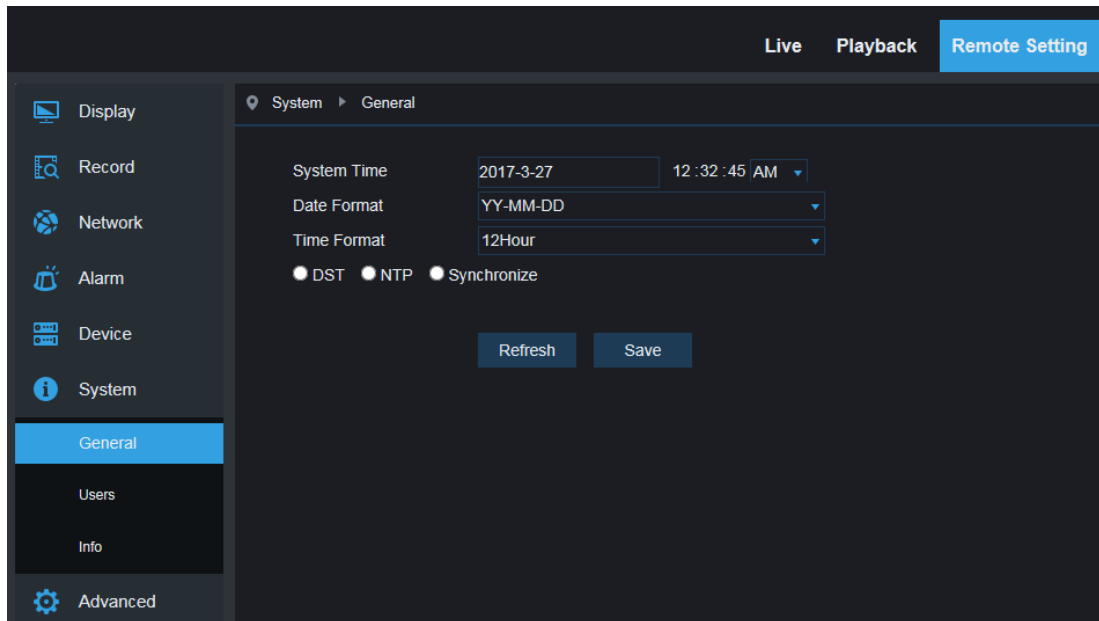 Live Playback Remote Setting
Display
Record
Network
Alarm
Device
System
General
Users
Info
Advanced
System General
System Time 2017-3-27 12:32:45 AM
Date Format YY-MM-DD
Time Format 12Hour
DST NTP Synchronize
Refresh Save